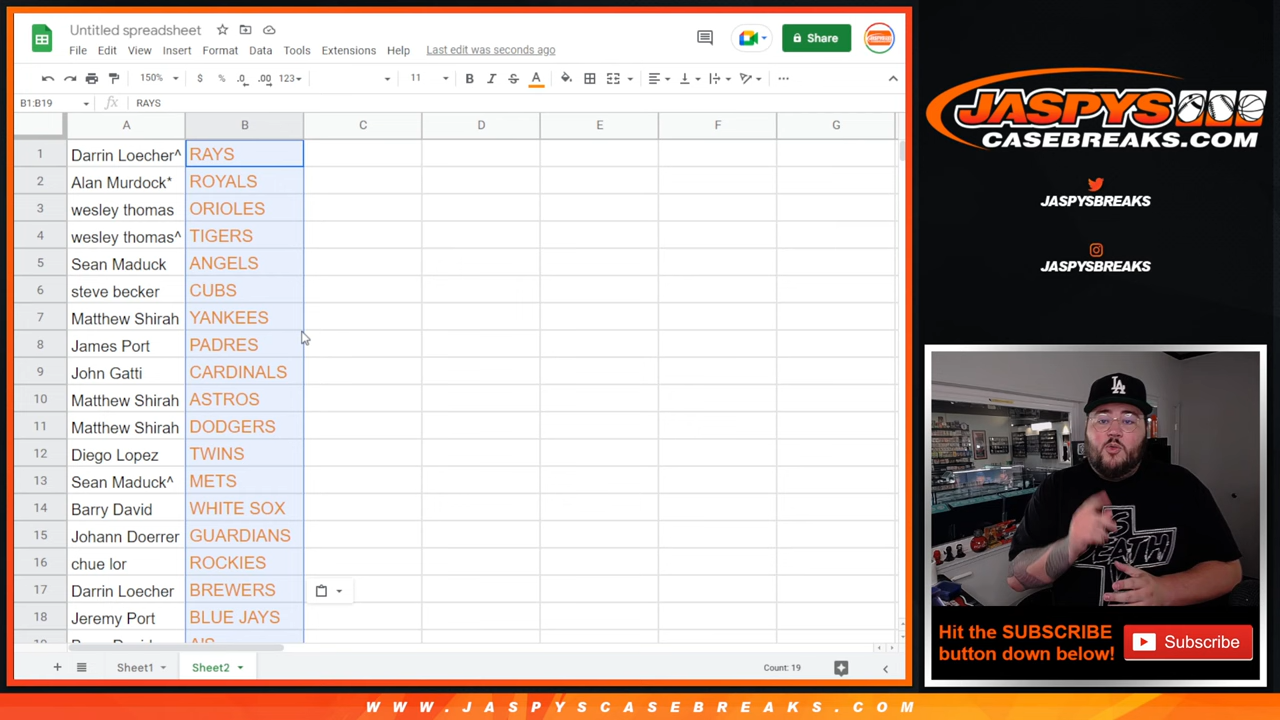 Untitled spreadsheet
File Edit View Insert Format Data Tools Extensions Help Last edit was seconds ago
Share
150% $ % .0 .00 123 11 B I S A
B1:B19 fx RAYS
A B C D E F G
1 Darrin Loecher^ RAYS
2 Alan Murdock* ROYALS
3 wesley thomas ORIOLES
4 wesley thomas^ TIGERS
5 Sean Maduck ANGELS
6 steve becker CUBS
7 Matthew Shirah YANKEES
8 James Port PADRES
9 John Gatti CARDINALS
10 Matthew Shirah ASTROS
11 Matthew Shirah DODGERS
12 Diego Lopez TWINS
13 Sean Maduck^ METS
14 Barry David WHITE SOX
15 Johann Doerrer GUARDIANS
16 chue lor ROCKIES
17 Darrin Loecher BREWERS
18 Jeremy Port BLUE JAYS
Sheet1 Sheet2 Count: 19
JASPYS
CASEBREAKS.COM
JASPYSBREAKS
JASPYSBREAKS
LA
DEATH
Hit the SUBSCRIBE
button down below!
Subscribe
WWW.JASPYSCASEBREAKS.COM